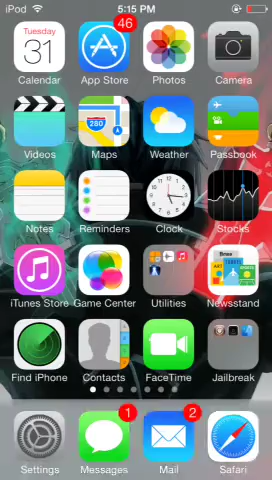 iPod 5:15 PM
Tuesday
31
46
Calendar App Store Photos Camera
280
Videos Maps Weather Passbook
Notes Reminders Clock Stocks
iTunes Store Game Center Utilities Newsstand
Find iPhone Contacts FaceTime Jailbreak
1
2
Settings Messages Mail Safari